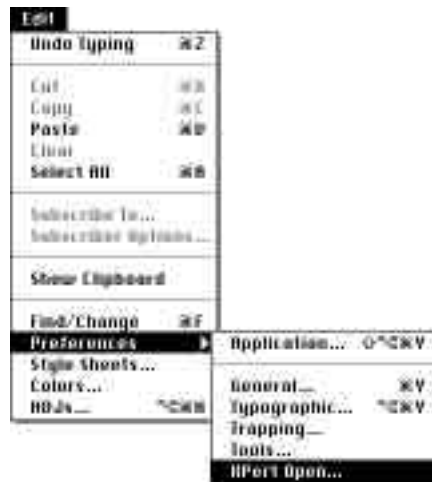 Edit
Undo Typing ⌘Z
Cut ⌘X
Copy ⌘C
Paste ⌘V
Clear
Select All ⌘A
Subscribe To...
Subscriber Options...
Show Clipboard
Find/Change ⌘F
Preferences
Style Sheets...
Colors...
H&Js... ⌥⌘H
Application... ⇧⌥⌘Y
General... ⌘Y
Typographic... ⌥⌘Y
Trapping...
Tools...
XPert Open...